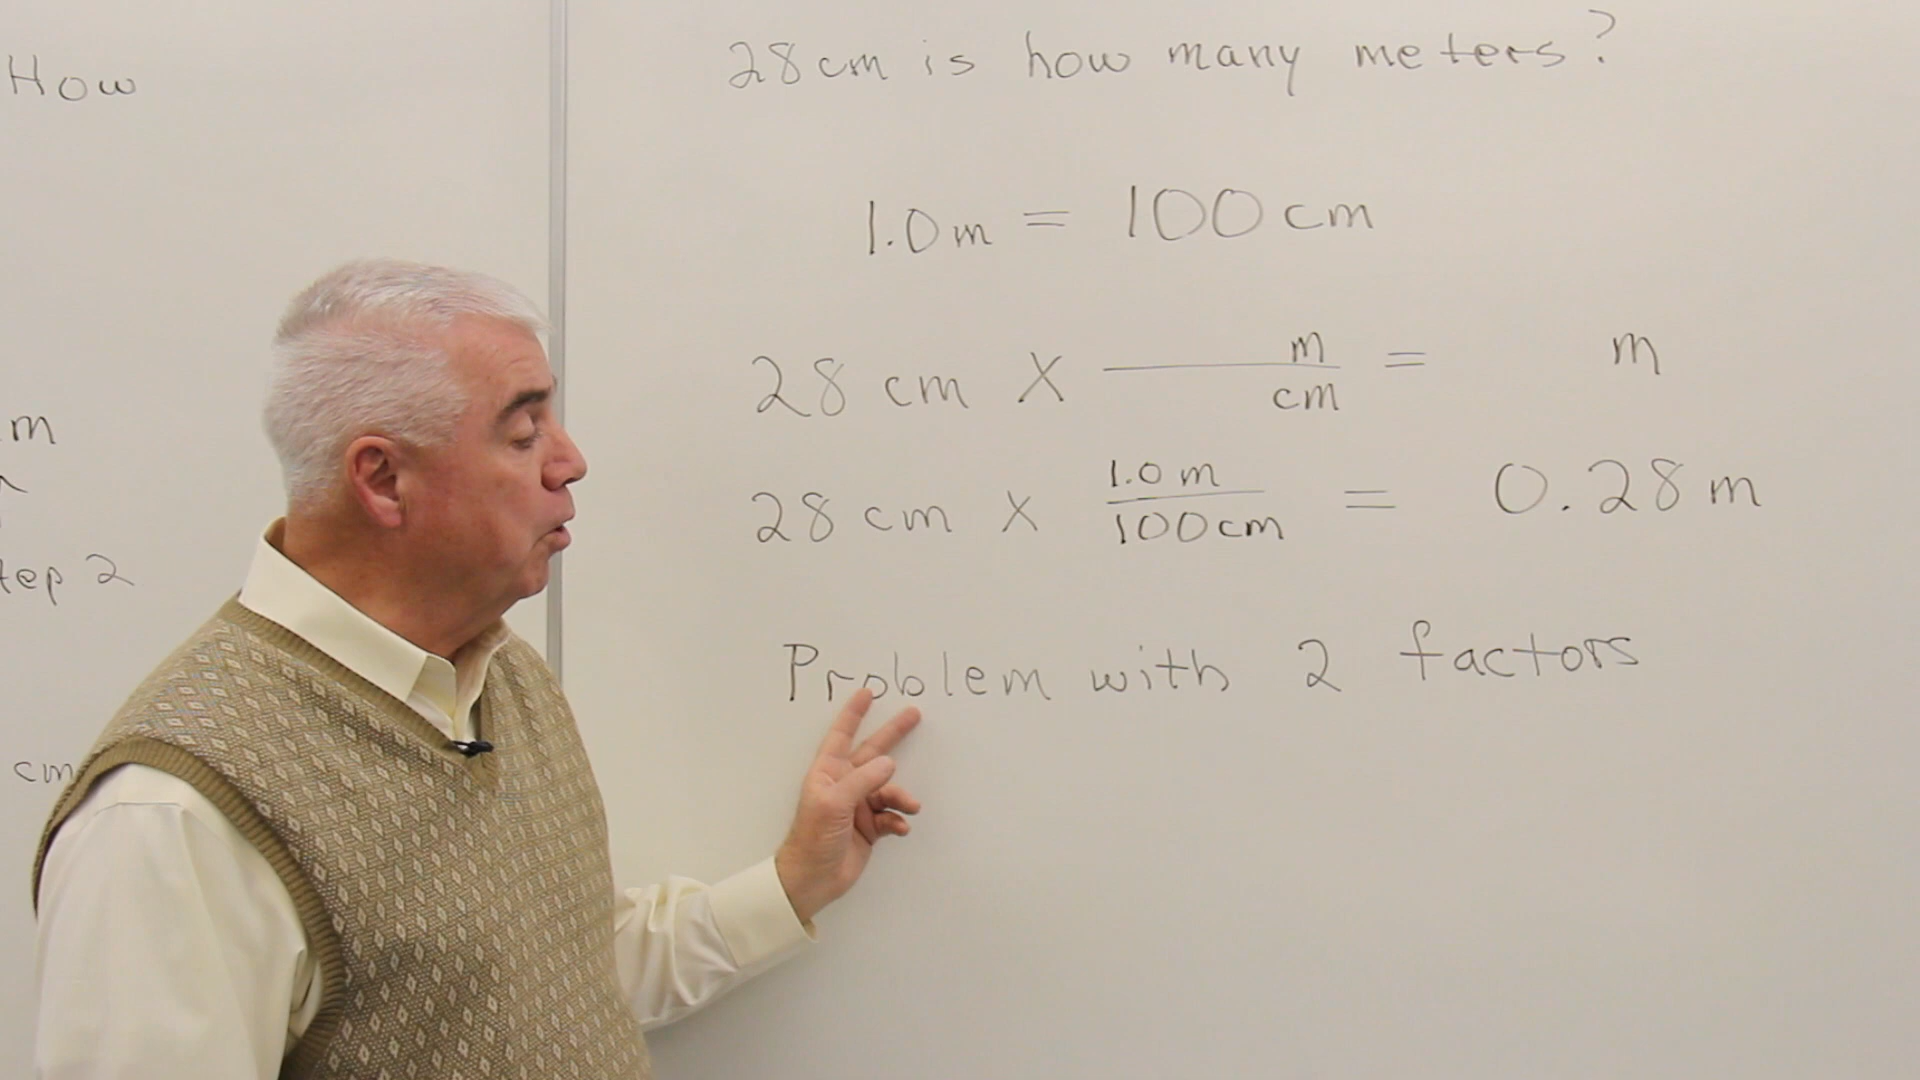 How
m
tep 2
cm
28 cm is how many meters?
1.0 m = 100 cm
28 cm X m/cm = m
28 cm x 1.0 m/100 cm = 0.28 m
Problem with 2 factors